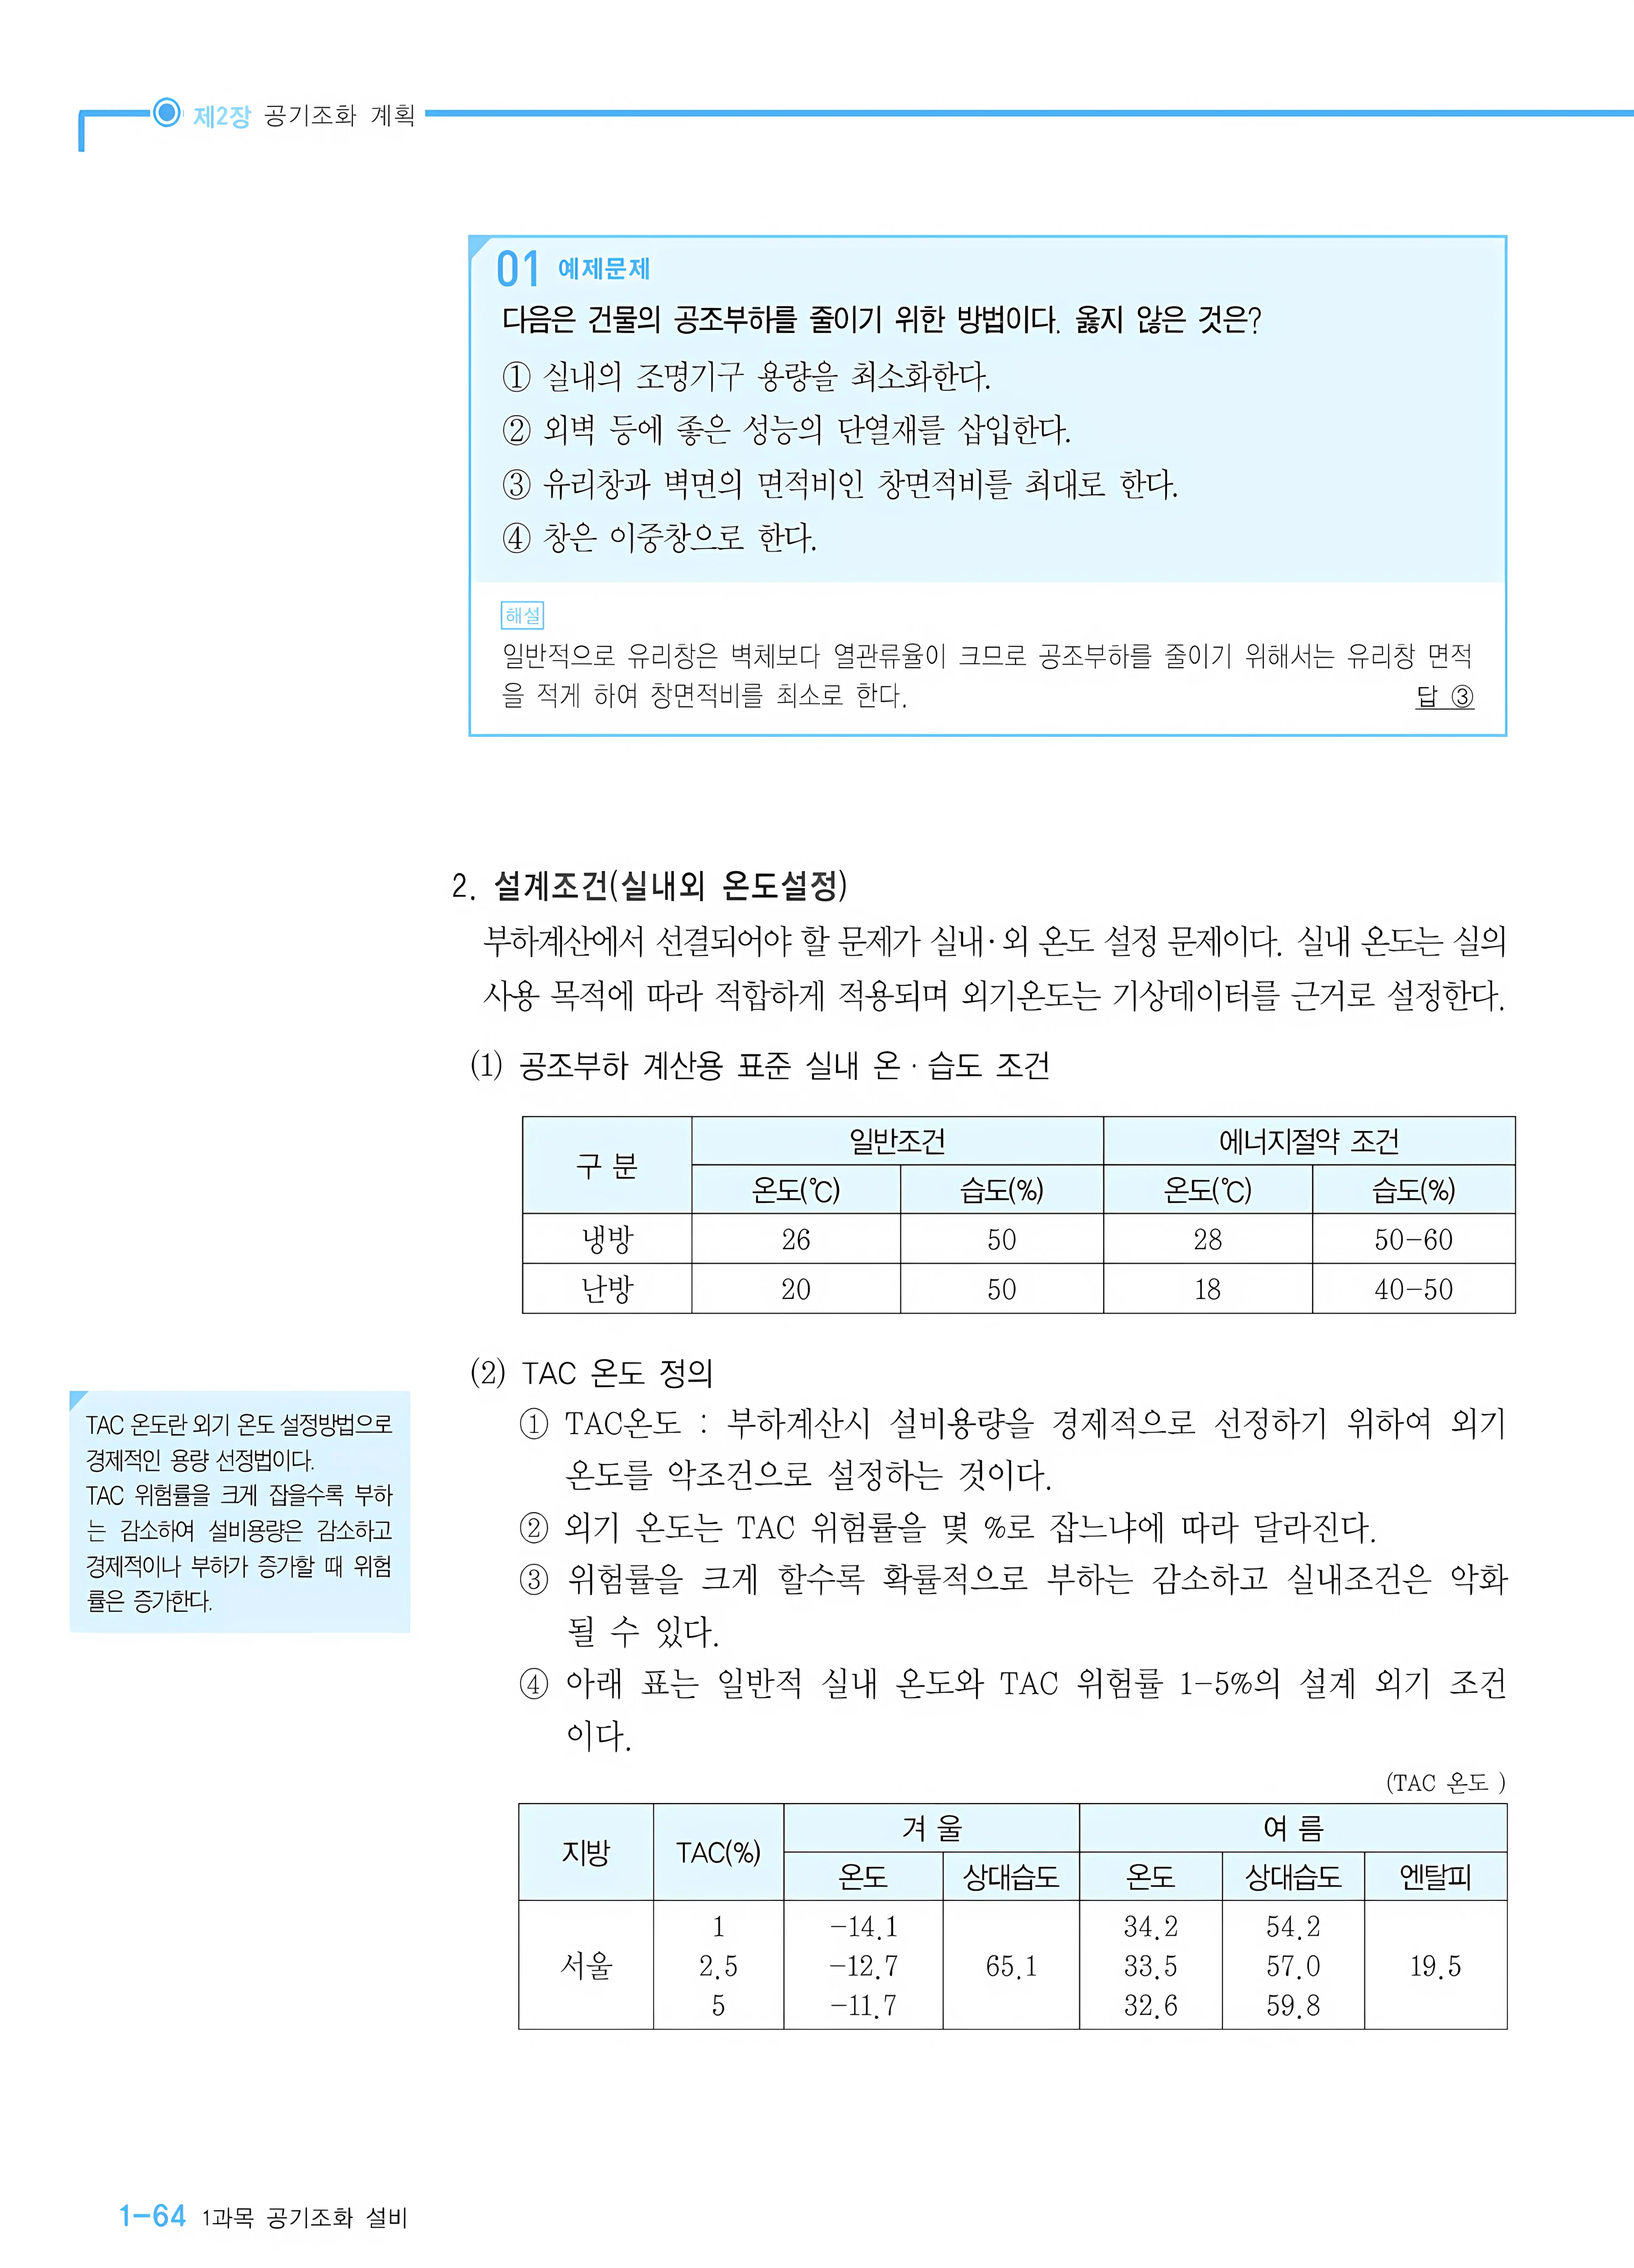 제2장 공기조화 계획
01 예제문제
다음은 건물의 공조부하를 줄이기 위한 방법이다. 옳지 않은 것은?
① 실내의 조명기구 용량을 최소화한다.
② 외벽 등에 좋은 성능의 단열재를 삽입한다.
③ 유리창과 벽면의 면적비인 창면적비를 최대로 한다.
④ 창은 이중창으로 한다.
해설
일반적으로 유리창은 벽체보다 열관류율이 크므로 공조부하를 줄이기 위해서는 유리창 면적
을 적게 하여 창면적비를 최소로 한다. 답 ③
2. 설계조건(실내외 온도설정)
부하계산에서 선결되어야 할 문제가 실내·외 온도 설정 문제이다. 실내 온도는 실의
사용 목적에 따라 적합하게 적용되며 외기온도는 기상데이터를 근거로 설정한다.
(1) 공조부하 계산용 표준 실내 온·습도 조건
구 분 일반조건 에너지절약 조건
온도(℃) 습도(%) 온도(℃) 습도(%)
냉방 26 50 28 50-60
난방 20 50 18 40-50
(2) TAC 온도 정의
① TAC온도 : 부하계산시 설비용량을 경제적으로 선정하기 위하여 외기
온도를 악조건으로 설정하는 것이다.
② 외기 온도는 TAC 위험률을 몇 %로 잡느냐에 따라 달라진다.
③ 위험률을 크게 할수록 확률적으로 부하는 감소하고 실내조건은 악화
될 수 있다.
④ 아래 표는 일반적 실내 온도와 TAC 위험률 1-5%의 설계 외기 조건
이다.
TAC 온도란 외기 온도 설정방법으로
경제적인 용량 선정법이다.
TAC 위험률을 크게 잡을수록 부하
는 감소하여 설비용량은 감소하고
경제적이나 부하가 증가할 때 위험
률은 증가한다.
(TAC 온도 )
지방 TAC(%) 겨 울 여 름
온도 상대습도 온도 상대습도 엔탈피
1 -14.1 34.2 54.2
서울 2.5 -12.7 65.1 33.5 57.0 19.5
5 -11.7 32.6 59.8
1-64 1과목 공기조화 설비